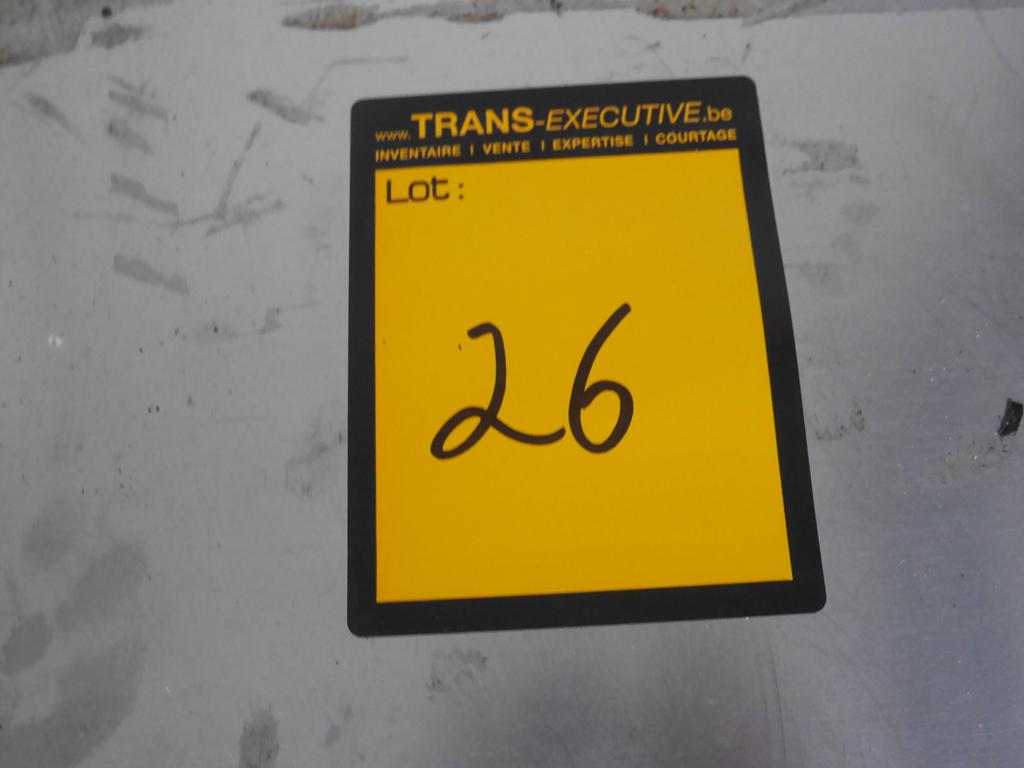 www.TRANS-EXECUTIVE.be
INVENTAIRE I VENTE I EXPERTISE I COURTAGE
Lot:
26